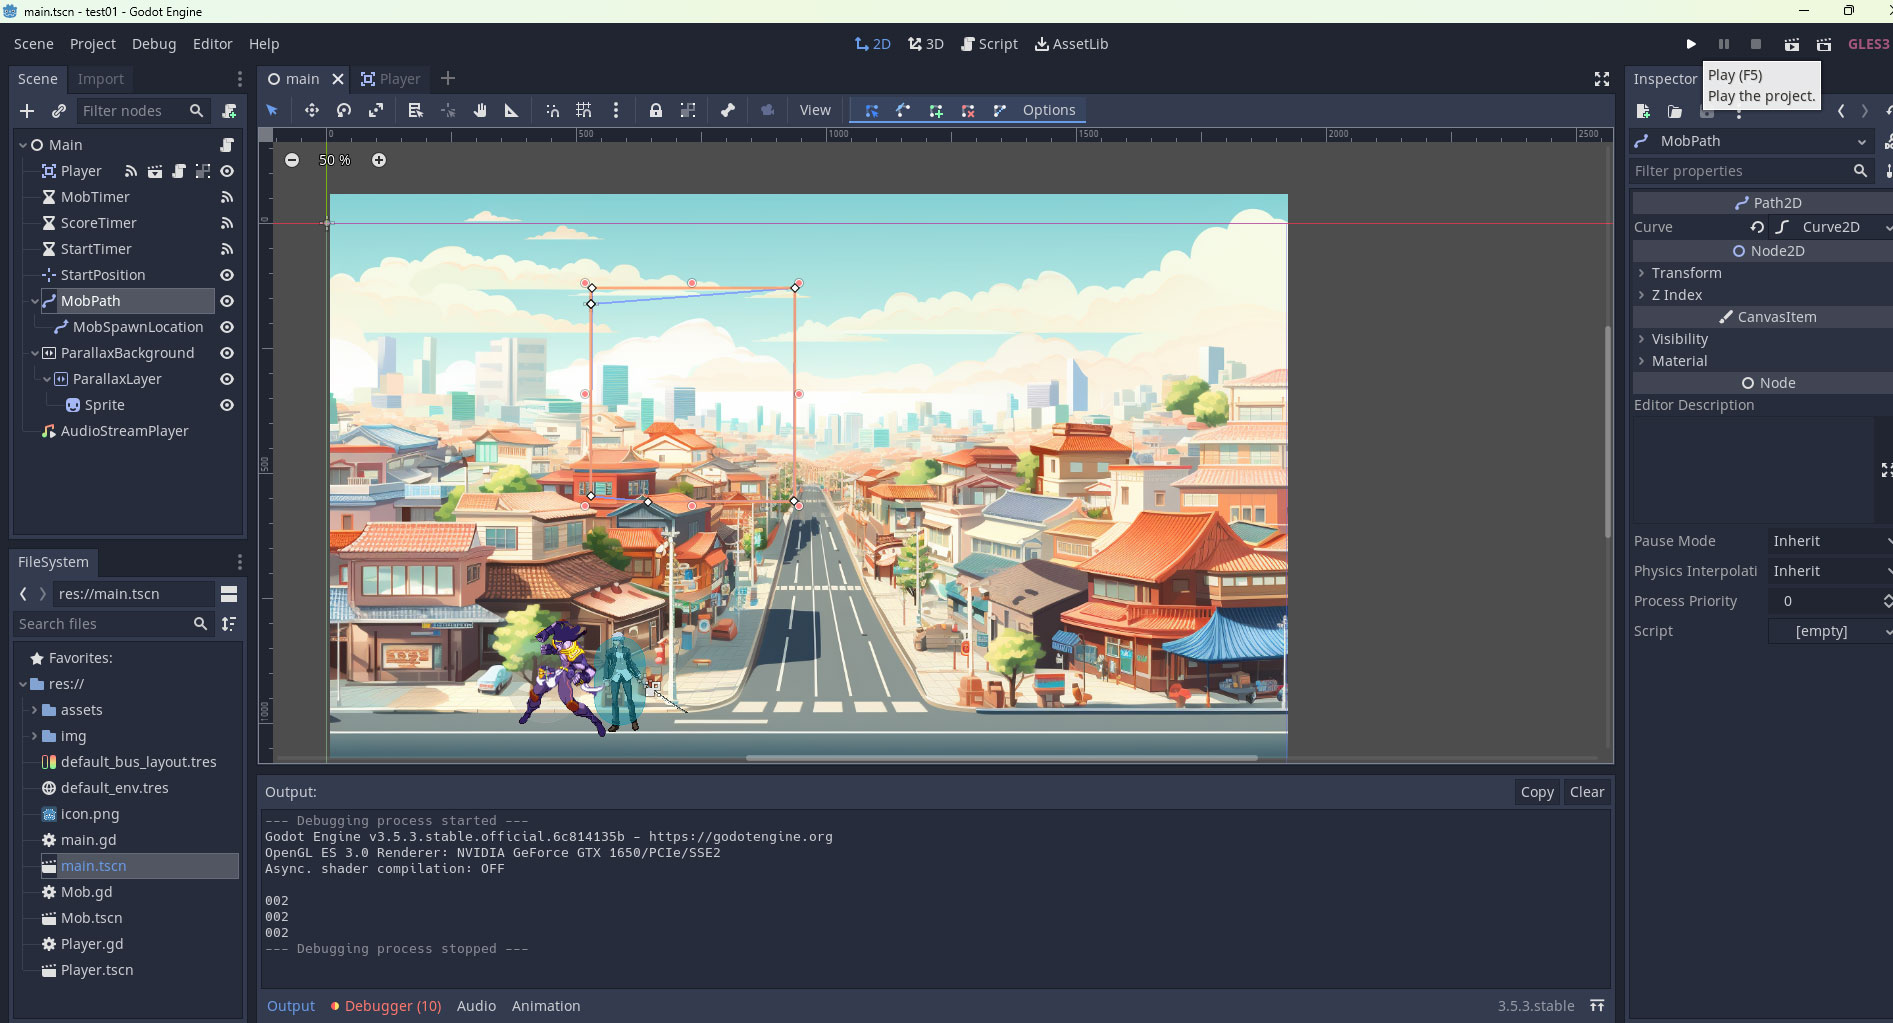 main.tscn - test01 - Godot Engine
Scene Project Debug Editor Help
2D 3D Script AssetLib
GLES3
Play (F5)
Play the project.
Scene Import
main Player
Inspector
Filter nodes
View Options
Main
Player
MobTimer
ScoreTimer
StartTimer
StartPosition
MobPath
MobSpawnLocation
ParallaxBackground
ParallaxLayer
Sprite
AudioStreamPlayer
0 500 1000 1500 2000 2500
50 %
0
500
1000
MobPath
Filter properties
Path2D
Curve Curve2D
Node2D
Transform
Z Index
CanvasItem
Visibility
Material
Node
Editor Description
Pause Mode Inherit
Physics Interpolati Inherit
Process Priority 0
Script [empty]
FileSystem
res://main.tscn
Search files
Favorites:
res://
assets
img
default_bus_layout.tres
default_env.tres
icon.png
main.gd
main.tscn
Mob.gd
Mob.tscn
Player.gd
Player.tscn
Output:
Copy Clear
--- Debugging process started ---
Godot Engine v3.5.3.stable.official.6c814135b - https://godotengine.org
OpenGL ES 3.0 Renderer: NVIDIA GeForce GTX 1650/PCIe/SSE2
Async. shader compilation: OFF
002
002
002
--- Debugging process stopped ---
Output Debugger (10) Audio Animation
3.5.3.stable